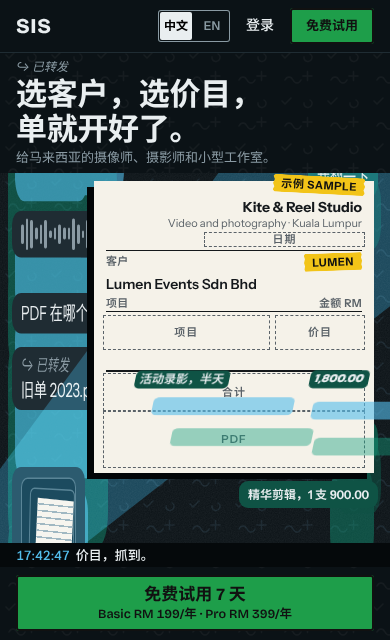 SIS
中文 EN 登录 免费试用
已转发
选客户，选价目，
单就开好了。
给马来西亚的摄像师、摄影师和小型工作室。
示例 SAMPLE
Kite & Reel Studio
Video and photography · Kuala Lumpur
日期
客户
LUMEN
Lumen Events Sdn Bhd
项目 金额 RM
项目 价目
活动录影，半天 1,800.00
合计
PDF
PDF 在哪个
已转发
旧单 2023.p
精华剪辑，1 支 900.00
17:42:47 价目，抓到。
免费试用 7 天
Basic RM 199/年 · Pro RM 399/年